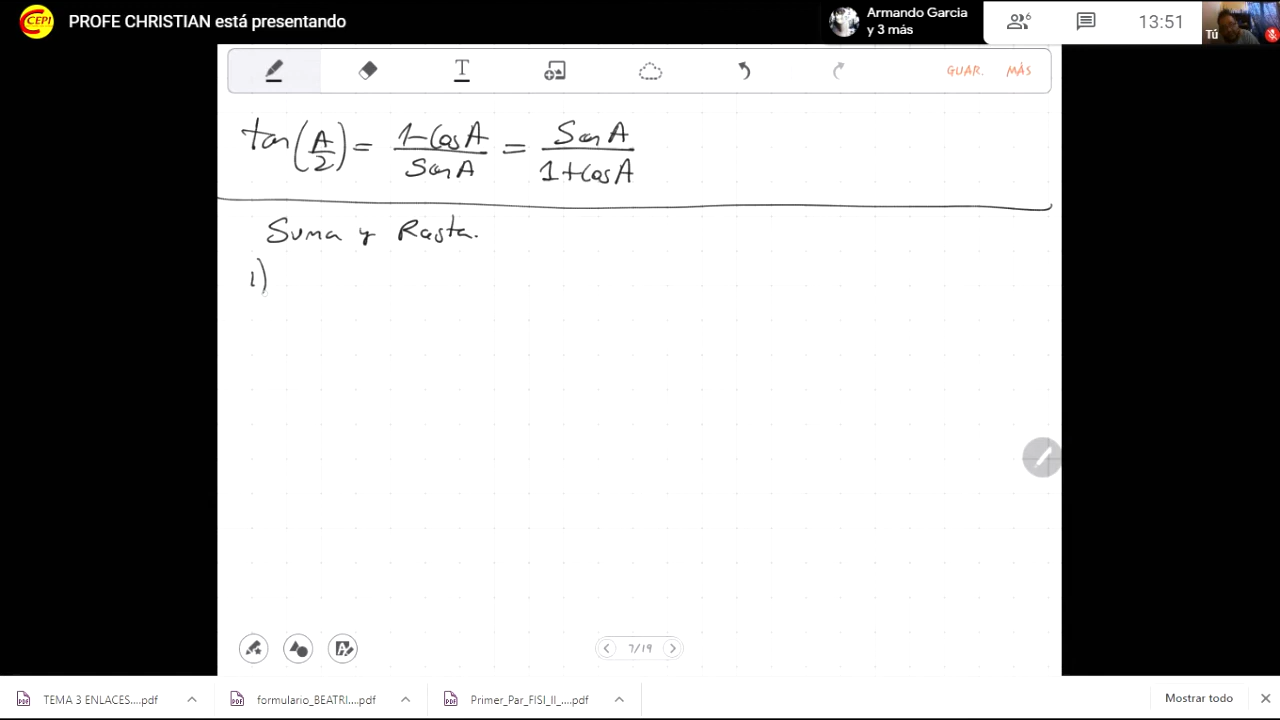 CEPI
PROFE CHRISTIAN está presentando
Armando Garcia
y 3 más
6
13:51
Tú
T
GUAR.
MÁS
tan(A/2) = 1-CosA/SenA = SenA/1+CosA
Suma y Resta.
1)
7/19
TEMA 3 ENLACES....pdf
formulario_BEATRI....pdf
Primer_Par_FISI_II_....pdf
Mostrar todo